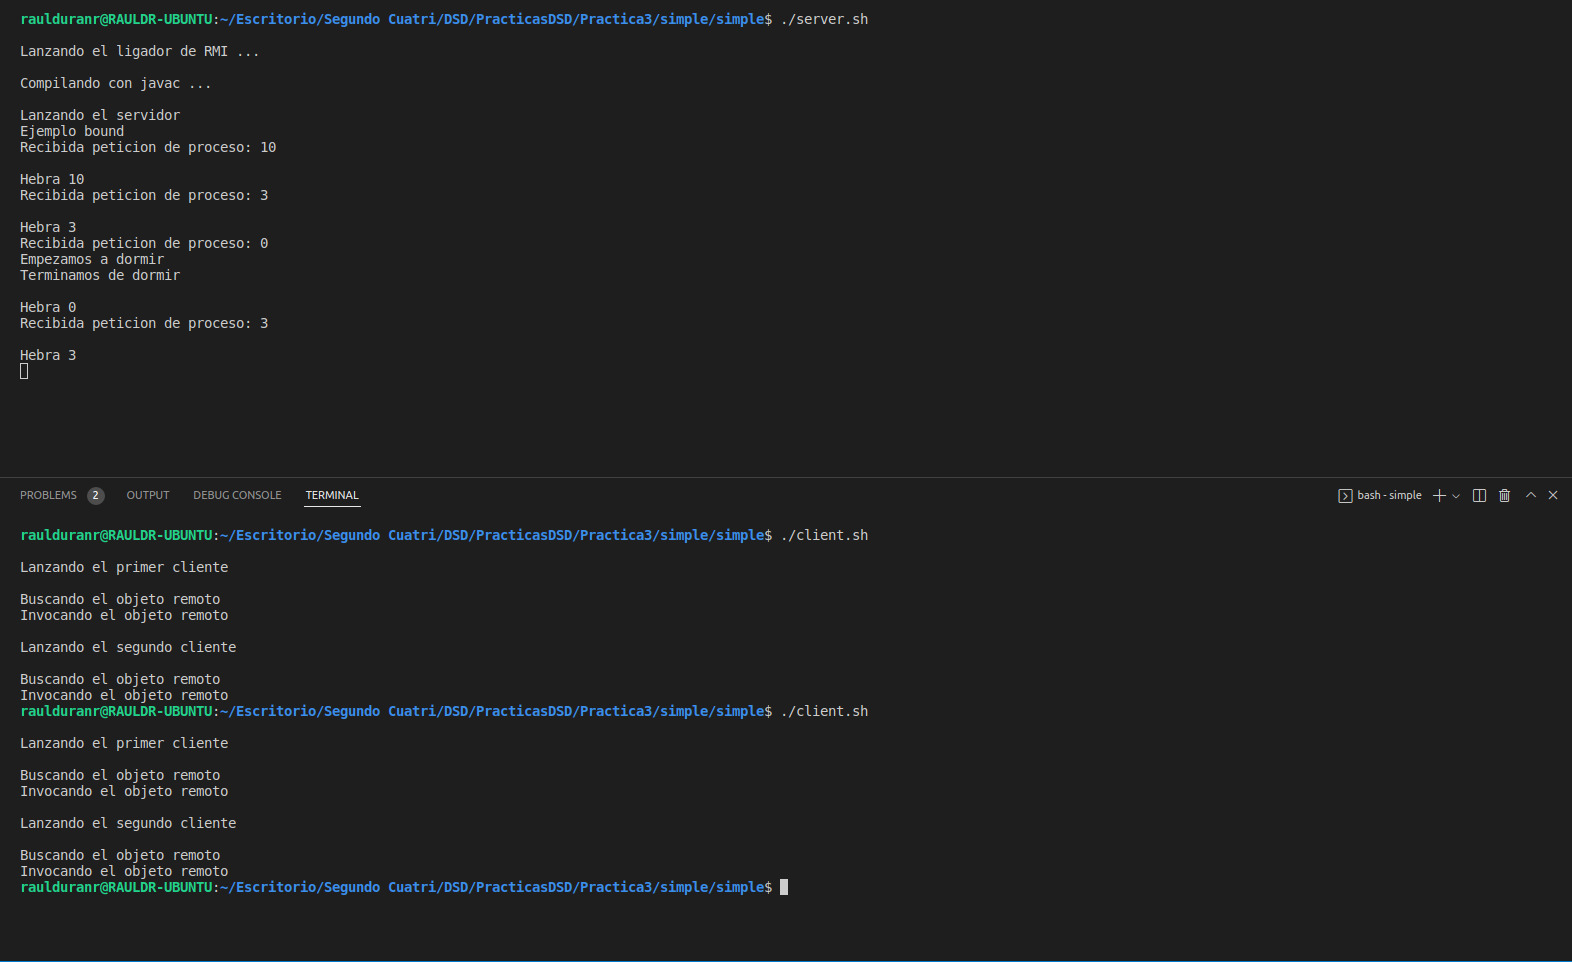 raulduranr@RAULDR-UBUNTU:~/Escritorio/Segundo Cuatri/DSD/PracticasDSD/Practica3/simple/simple$ ./server.sh
Lanzando el ligador de RMI ...
Compilando con javac ...
Lanzando el servidor
Ejemplo bound
Recibida peticion de proceso: 10
Hebra 10
Recibida peticion de proceso: 3
Hebra 3
Recibida peticion de proceso: 0
Empezamos a dormir
Terminamos de dormir
Hebra 0
Recibida peticion de proceso: 3
Hebra 3
PROBLEMS 2 OUTPUT DEBUG CONSOLE TERMINAL bash - simple
raulduranr@RAULDR-UBUNTU:~/Escritorio/Segundo Cuatri/DSD/PracticasDSD/Practica3/simple/simple$ ./client.sh
Lanzando el primer cliente
Buscando el objeto remoto
Invocando el objeto remoto
Lanzando el segundo cliente
Buscando el objeto remoto
Invocando el objeto remoto
raulduranr@RAULDR-UBUNTU:~/Escritorio/Segundo Cuatri/DSD/PracticasDSD/Practica3/simple/simple$ ./client.sh
Lanzando el primer cliente
Buscando el objeto remoto
Invocando el objeto remoto
Lanzando el segundo cliente
Buscando el objeto remoto
Invocando el objeto remoto
raulduranr@RAULDR-UBUNTU:~/Escritorio/Segundo Cuatri/DSD/PracticasDSD/Practica3/simple/simple$